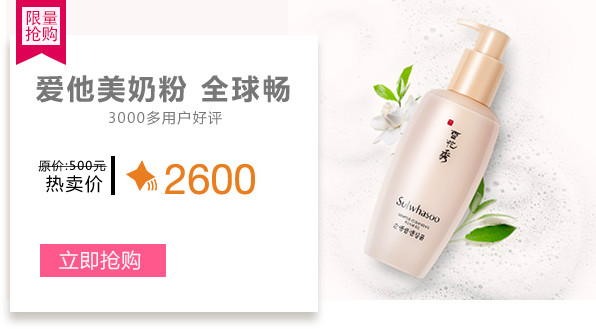 限量
抢购
爱他美奶粉 全球畅
3000多用户好评
原价:500元
热卖价
2600
立即抢购
雪花秀
Sulwhasoo